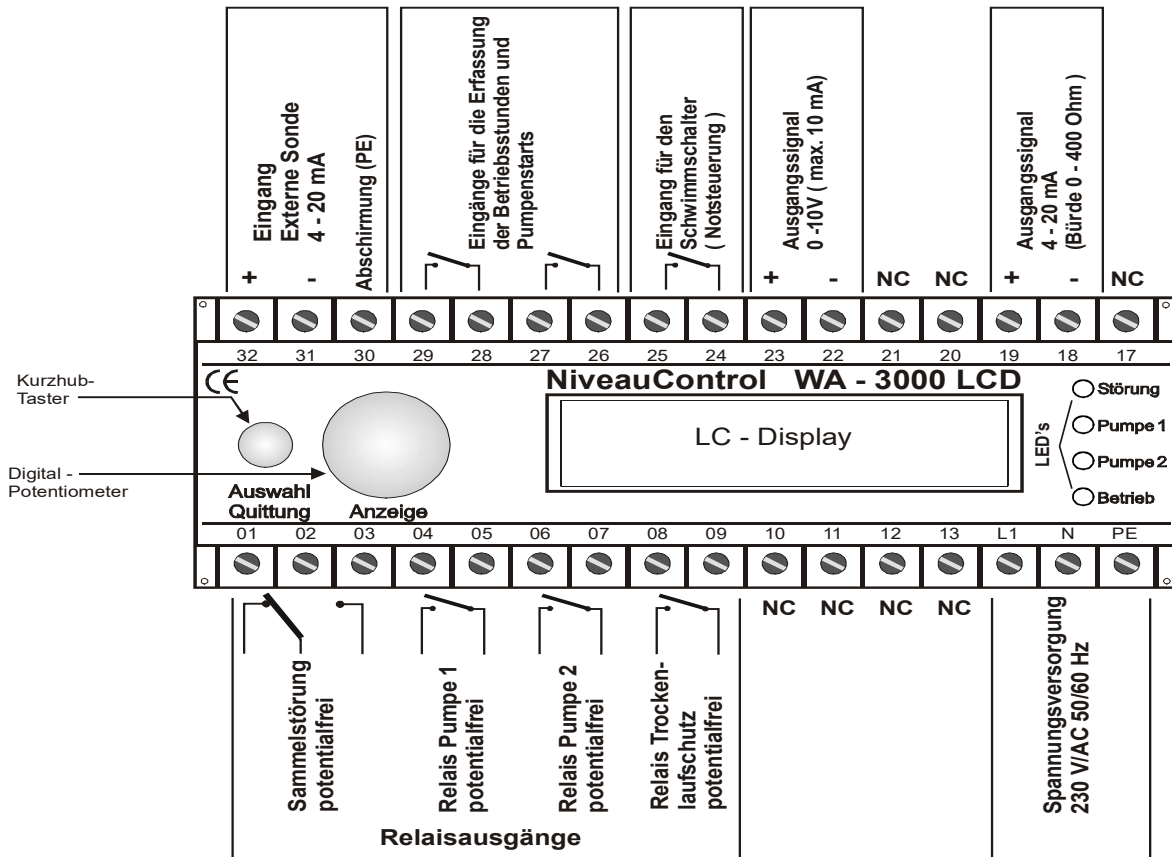 Eingang
Externe Sonde
4 - 20 mA
Abschirmung (PE)
Eingänge für die Erfassung
der Betriebsstunden und
Pumpenstarts
Eingang für den
Schwimmschalter
( Notsteuerung )
Ausgangssignal
0 -10V ( max. 10 mA)
Ausgangssignal
4 - 20 mA
(Bürde 0 - 400 Ohm )
+ - + - NC NC + - NC
32 31 30 29 28 27 26 25 24 23 22 21 20 19 18 17
Kurzhub-
Taster
CE
NiveauControl WA - 3000 LCD
LC - Display
LED's
Störung
Pumpe 1
Pumpe 2
Betrieb
Digital -
Potentiometer
Auswahl
Quittung
Anzeige
01 02 03 04 05 06 07 08 09 10 11 12 13 L1 N PE
NC NC NC NC
Sammelstörung
potentialfrei
Relais Pumpe 1
potentialfrei
Relais Pumpe 2
potentialfrei
Relais Trocken-
laufschutz
potentialfrei
Spannungsversorgung
230 V/AC 50/60 Hz
Relaisausgänge